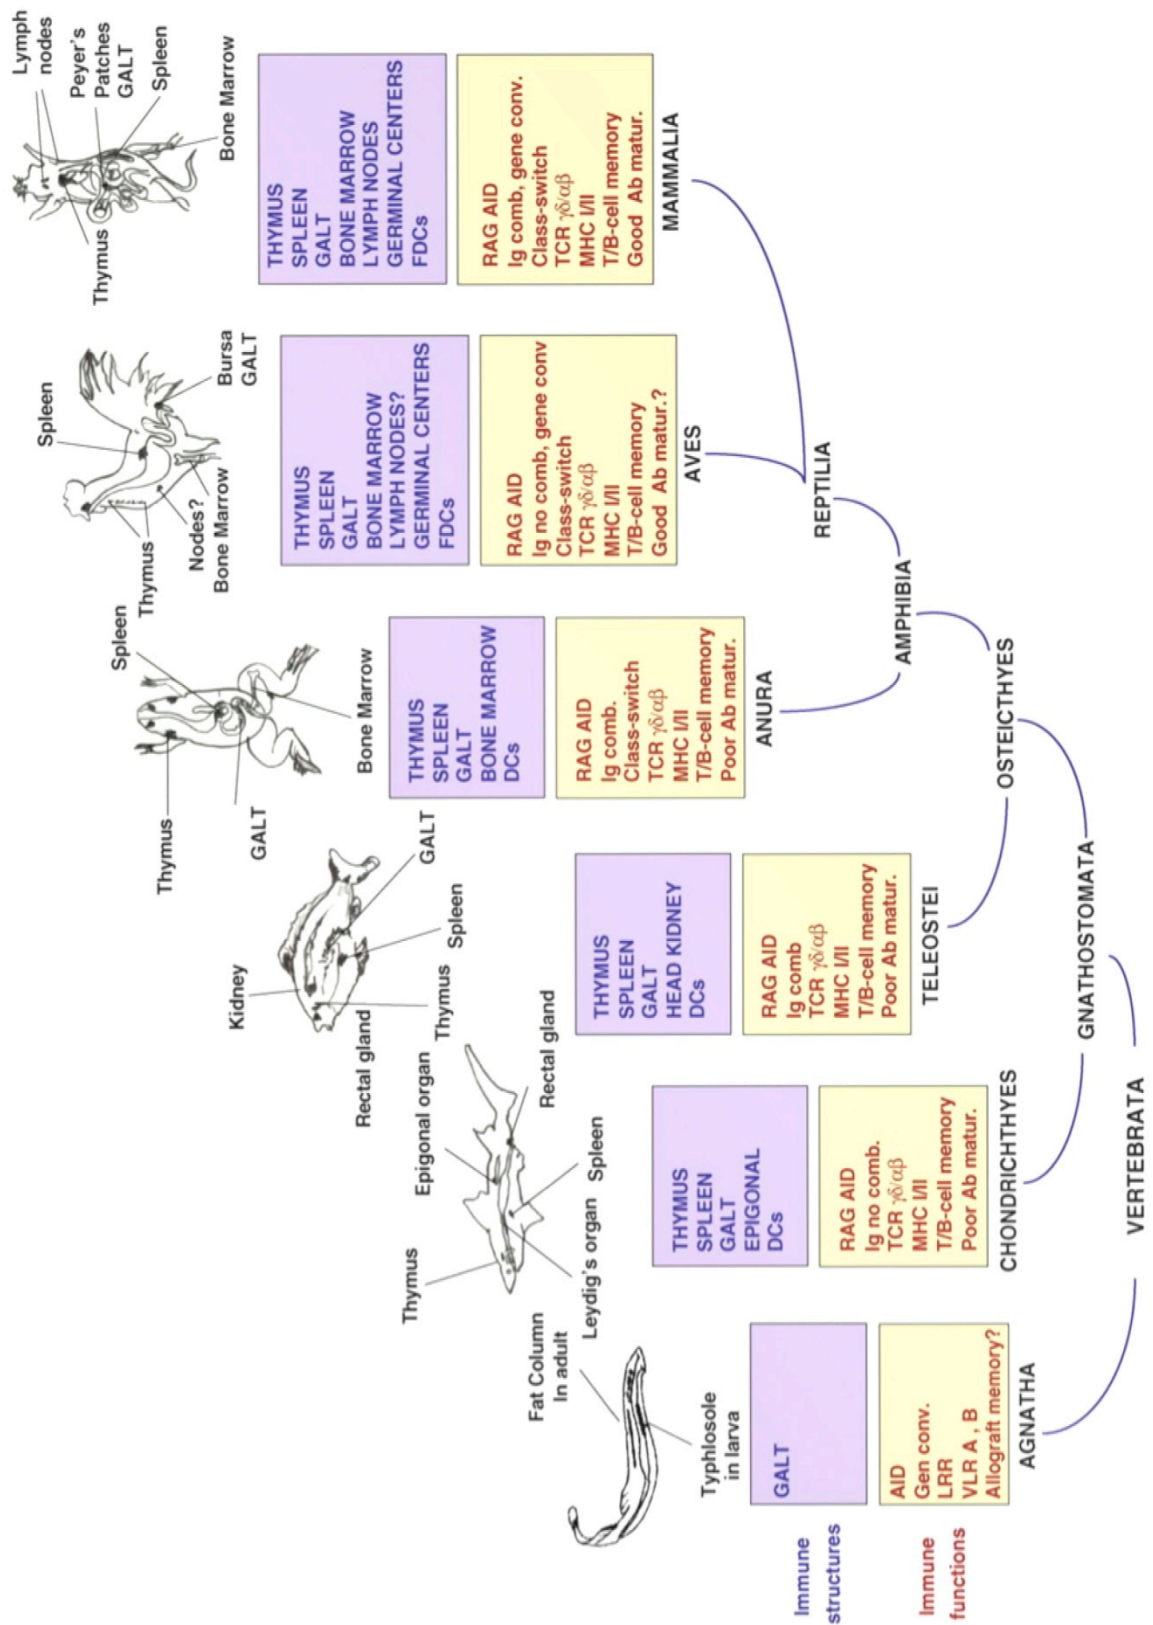 Immune
structures
Immune
functions
Fat Column
In adult
Typhlosole
in larva
GALT
AID
Gen conv.
LRR
VLR A , B
Allograft memory?
AGNATHA
Thymus
Epigonal organ
Rectal gland
Leydig's organ
Spleen
Rectal gland
THYMUS
SPLEEN
GALT
EPIGONAL
DCs
RAG AID
Ig no comb.
TCR γδ/αβ
MHC I/II
T/B-cell memory
Poor Ab matur.
CHONDRICHTHYES
Kidney
Thymus
Spleen
GALT
THYMUS
SPLEEN
GALT
HEAD KIDNEY
DCs
RAG AID
Ig comb
TCR γδ/αβ
MHC I/II
T/B-cell memory
Poor Ab matur.
TELEOSTEI
Thymus
Spleen
GALT
Bone Marrow
THYMUS
SPLEEN
GALT
BONE MARROW
DCs
RAG AID
Ig comb.
Class-switch
TCR γδ/αβ
MHC I/II
T/B-cell memory
Poor Ab matur.
ANURA
Spleen
Thymus
Nodes?
Bone Marrow
Bursa
GALT
THYMUS
SPLEEN
GALT
BONE MARROW
LYMPH NODES?
GERMINAL CENTERS
FDCs
RAG AID
Ig no comb, gene conv
Class-switch
TCR γδ/αβ
MHC I/II
T/B-cell memory
Good Ab matur.?
AVES
Lymph
nodes
Peyer's
Patches
GALT
Spleen
Thymus
Bone Marrow
THYMUS
SPLEEN
GALT
BONE MARROW
LYMPH NODES
GERMINAL CENTERS
FDCs
RAG AID
Ig comb, gene conv.
Class-switch
TCR γδ/αβ
MHC I/II
T/B-cell memory
Good Ab matur.
MAMMALIA
REPTILIA
AMPHIBIA
OSTEICTHYES
GNATHOSTOMATA
VERTEBRATA